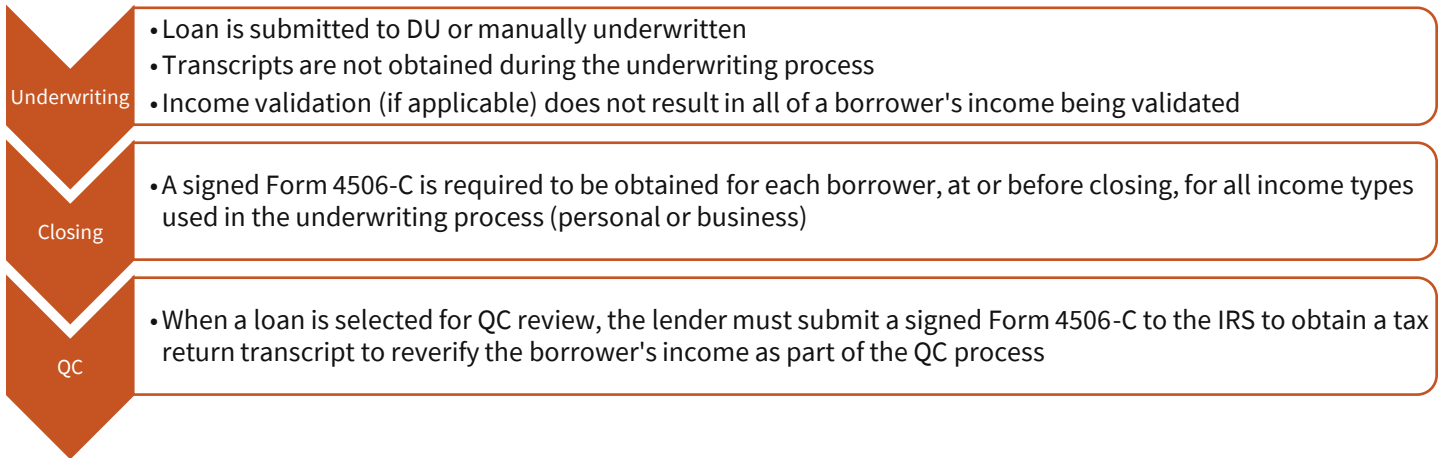 Underwriting
•Loan is submitted to DU or manually underwritten
•Transcripts are not obtained during the underwriting process
•Income validation (if applicable) does not result in all of a borrower's income being validated
Closing
•A signed Form 4506-C is required to be obtained for each borrower, at or before closing, for all income types
used in the underwriting process (personal or business)
QC
•When a loan is selected for QC review, the lender must submit a signed Form 4506-C to the IRS to obtain a tax
return transcript to reverify the borrower's income as part of the QC process